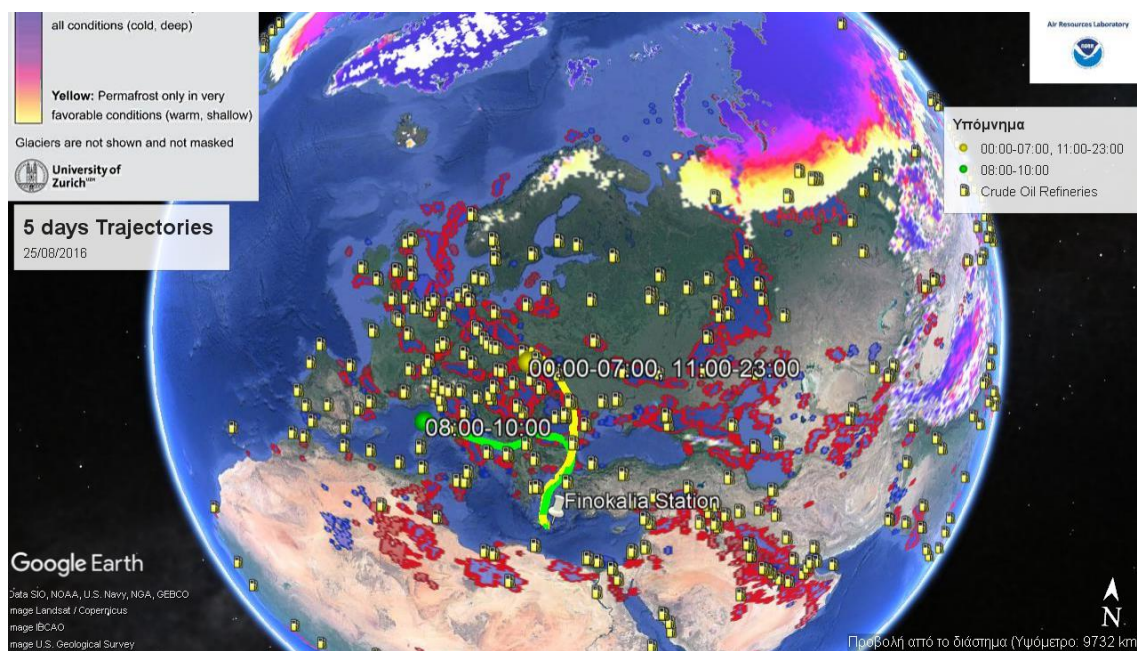 all conditions (cold, deep)
Yellow: Permafrost only in very
favorable conditions (warm, shallow)
Glaciers are not shown and not masked
University of
Zurich UZH
5 days Trajectories
25/08/2016
Air Resources Laboratory
Υπόμνημα
00:00-07:00, 11:00-23:00
08:00-10:00
Crude Oil Refineries
00:00-07:00, 11:00-23:00
08:00-10:00
Finokalia Station
Google Earth
Data SIO, NOAA, U.S. Navy, NGA, GEBCO
Image Landsat / Copernicus
Image IBCAO
Image U.S. Geological Survey
N
Προβολή από το διάστημα (Υψόμετρο: 9732 km